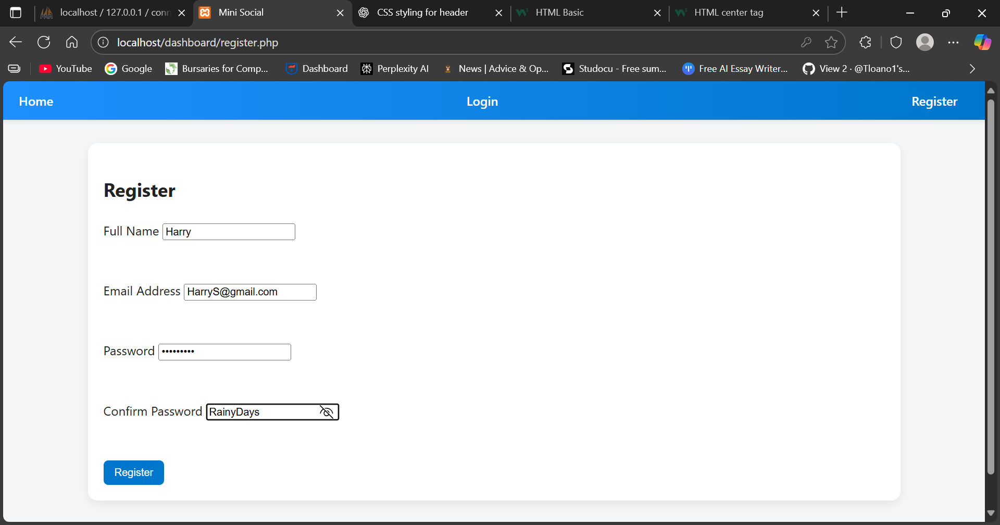 localhost / 127.0.0.1 / conn
Mini Social
CSS styling for header
HTML Basic
HTML center tag
localhost/dashboard/register.php
YouTube
Google
Bursaries for Comp...
Dashboard
Perplexity AI
News | Advice & Op...
Studocu - Free sum...
Free AI Essay Writer...
View 2 · @Tloano1's...
Home
Login
Register
Register
Full Name Harry
Email Address HarryS@gmail.com
Password •••••••••
Confirm Password RainyDays
Register